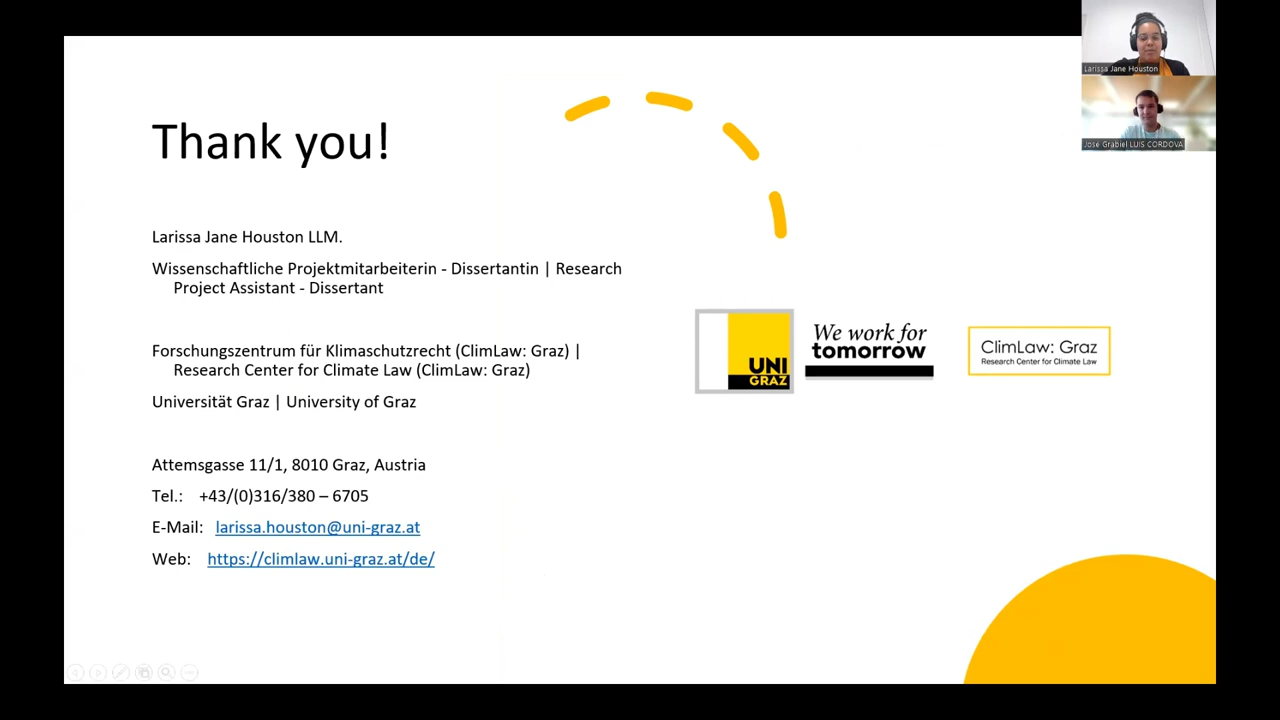 Thank you!
Larissa Jane Houston LLM.
Wissenschaftliche Projektmitarbeiterin - Dissertantin | Research
Project Assistant - Dissertant
Forschungszentrum für Klimaschutzrecht (ClimLaw: Graz) |
Research Center for Climate Law (ClimLaw: Graz)
Universität Graz | University of Graz
Attemsgasse 11/1, 8010 Graz, Austria
Tel.: +43/(0)316/380 – 6705
E-Mail: larissa.houston@uni-graz.at
Web: https://climlaw.uni-graz.at/de/
UNI
GRAZ
We work for
tomorrow
ClimLaw: Graz
Research Center for Climate Law
Larissa Jane Houston
José Grabiel LUIS CORDOVA